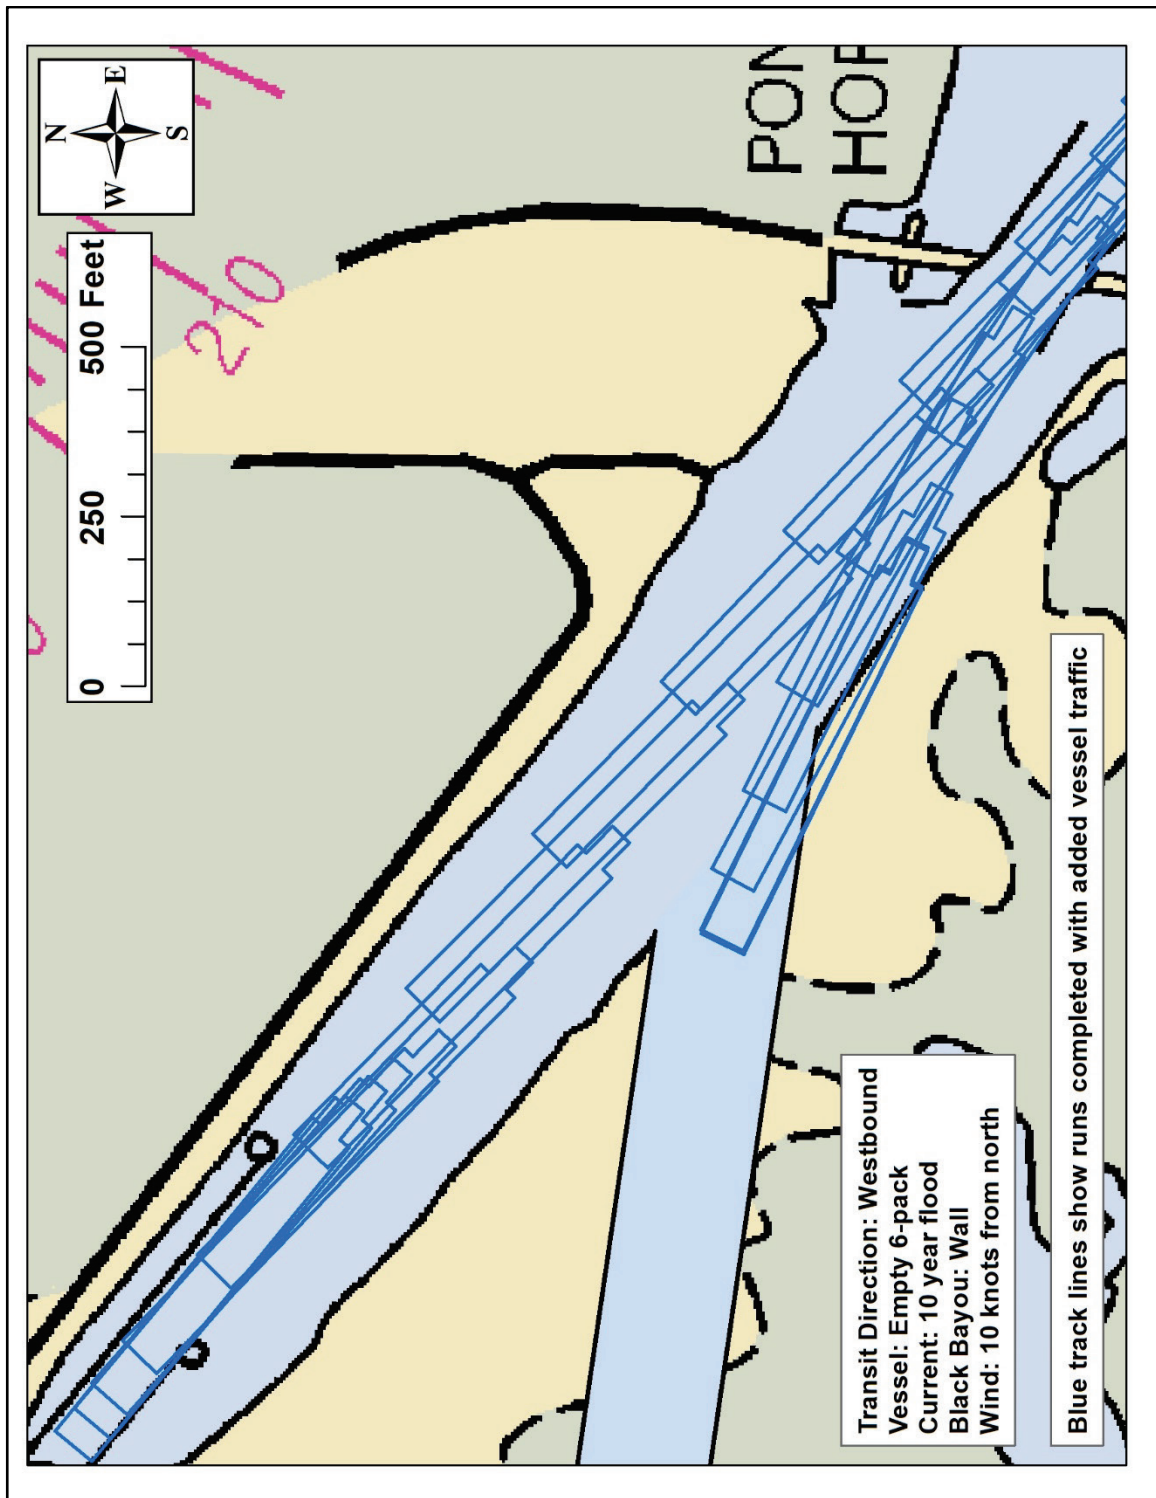 N
W E
S
0 250 500 Feet
210
PON
HOR
Transit Direction: Westbound
Vessel: Empty 6-pack
Current: 10 year flood
Black Bayou: Wall
Wind: 10 knots from north
Blue track lines show runs completed with added vessel traffic